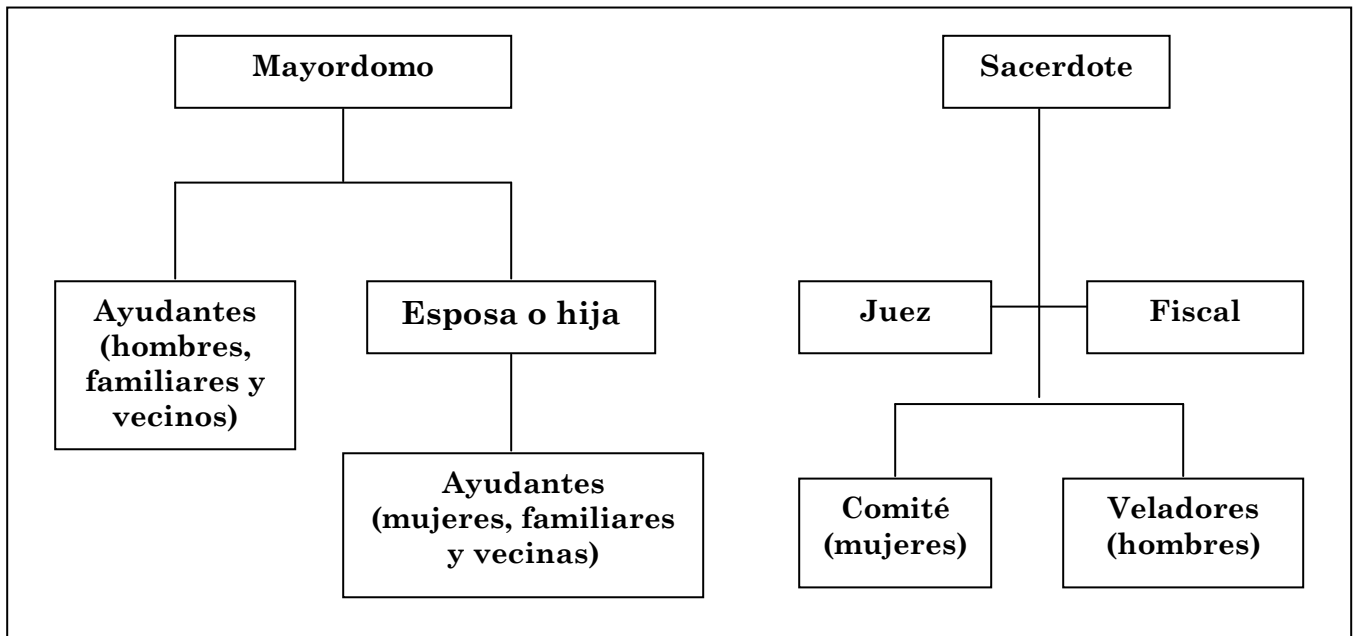 Mayordomo
Sacerdote
Ayudantes
(hombres,
familiares y
vecinos)
Esposa o hija
Juez
Fiscal
Ayudantes
(mujeres, familiares
y vecinas)
Comité
(mujeres)
Veladores
(hombres)